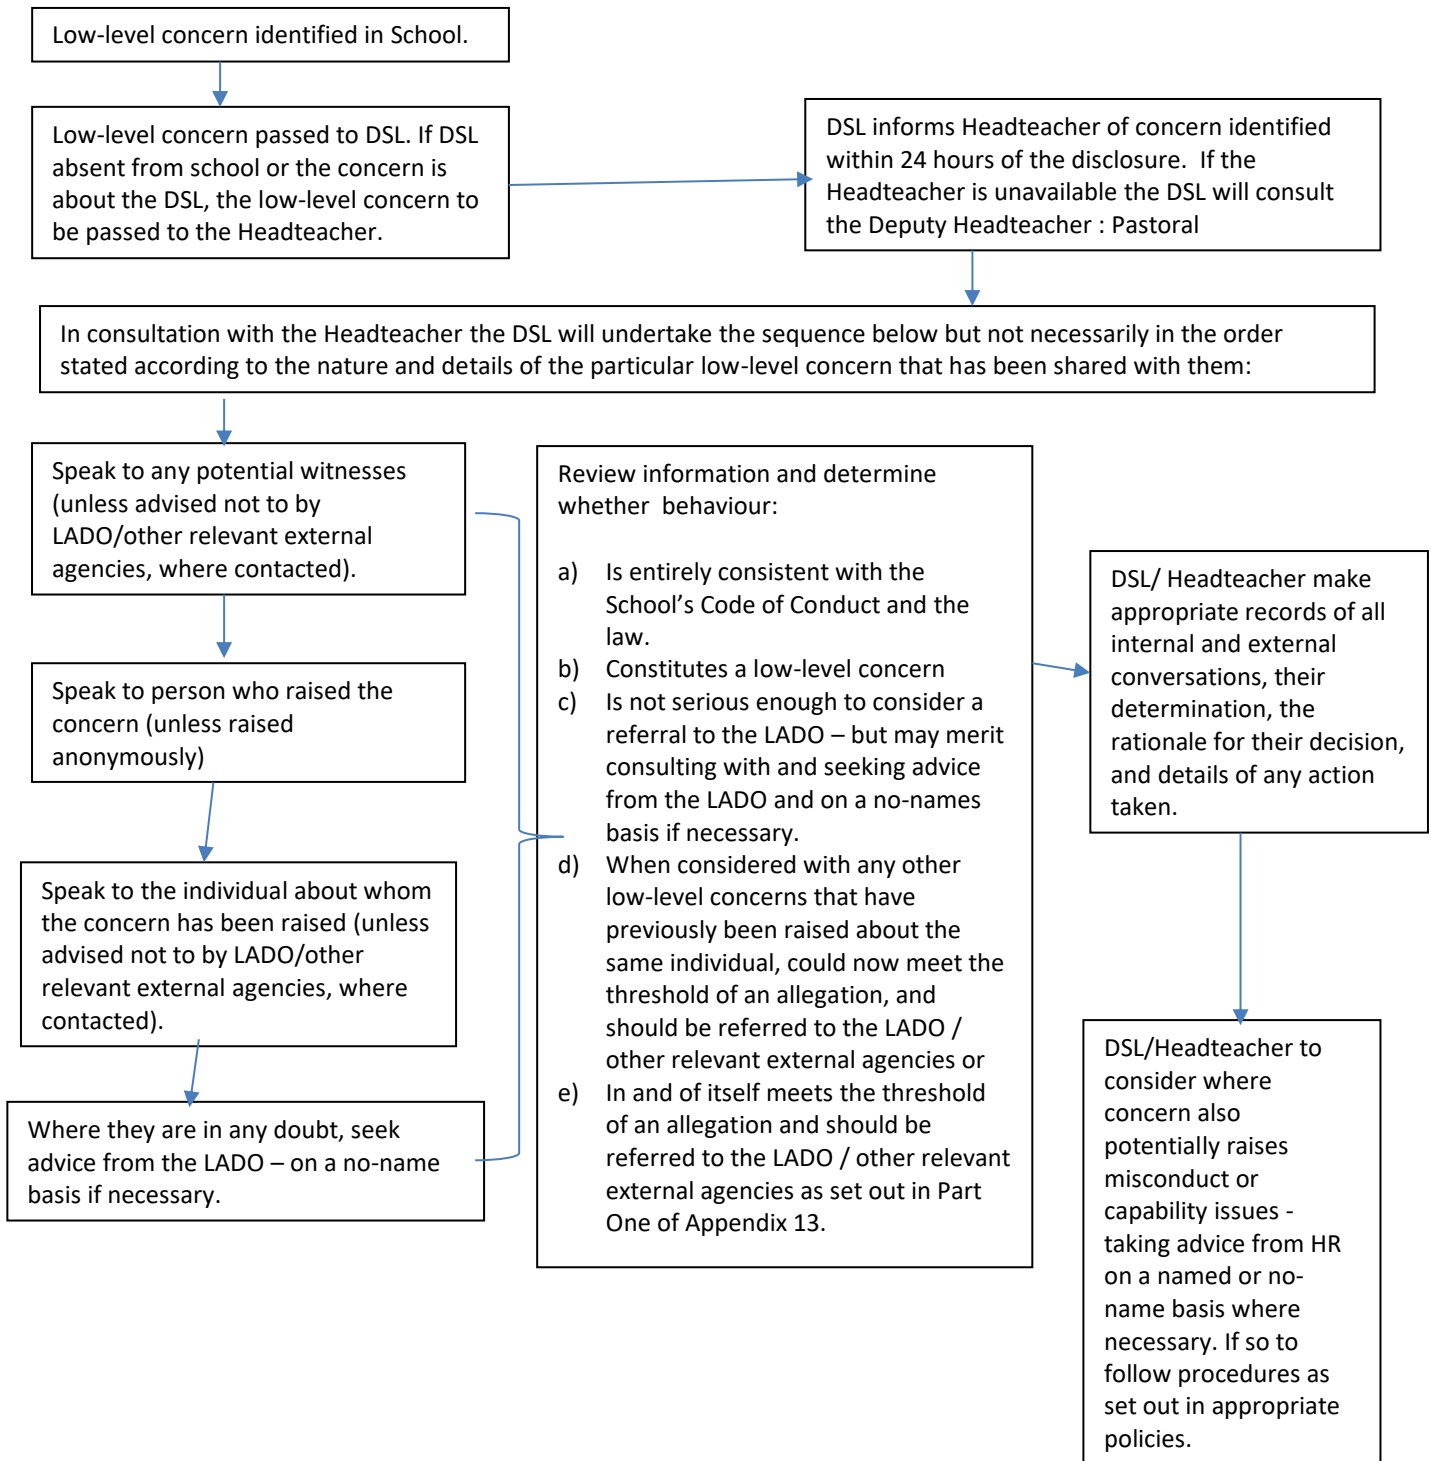 Low-level concern identified in School.
Low-level concern passed to DSL. If DSL
absent from school or the concern is
about the DSL, the low-level concern to
be passed to the Headteacher.
DSL informs Headteacher of concern identified
within 24 hours of the disclosure.  If the
Headteacher is unavailable the DSL will consult
the Deputy Headteacher : Pastoral
In consultation with the Headteacher the DSL will undertake the sequence below but not necessarily in the order
stated according to the nature and details of the particular low-level concern that has been shared with them:
Speak to any potential witnesses
(unless advised not to by
LADO/other relevant external
agencies, where contacted).
Speak to person who raised the
concern (unless raised
anonymously)
Speak to the individual about whom
the concern has been raised (unless
advised not to by LADO/other
relevant external agencies, where
contacted).
Where they are in any doubt, seek
advice from the LADO – on a no-name
basis if necessary.
Review information and determine
whether  behaviour:
a) Is entirely consistent with the
School’s Code of Conduct and the
law.
b) Constitutes a low-level concern
c) Is not serious enough to consider a
referral to the LADO – but may merit
consulting with and seeking advice
from the LADO and on a no-names
basis if necessary.
d) When considered with any other
low-level concerns that have
previously been raised about the
same individual, could now meet the
threshold of an allegation, and
should be referred to the LADO /
other relevant external agencies or
e) In and of itself meets the threshold
of an allegation and should be
referred to the LADO / other relevant
external agencies as set out in Part
One of Appendix 13.
DSL/ Headteacher make
appropriate records of all
internal and external
conversations, their
determination, the
rationale for their decision,
and details of any action
taken.
DSL/Headteacher to
consider where
concern also
potentially raises
misconduct or
capability issues -
taking advice from HR
on a named or no-
name basis where
necessary. If so to
follow procedures as
set out in appropriate
policies.